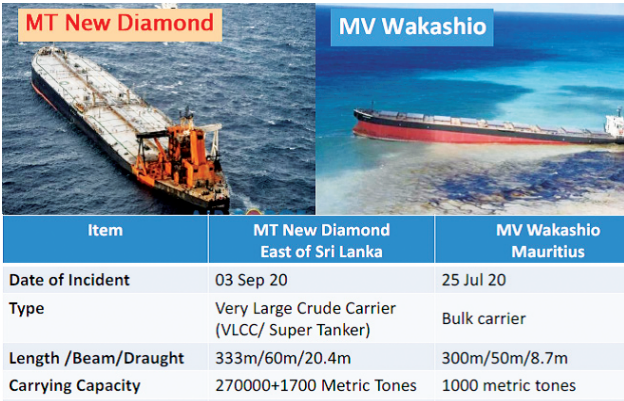 MT New Diamond
MV Wakashio
Item
MT New Diamond
East of Sri Lanka
MV Wakashio
Mauritius
Date of Incident
03 Sep 20
25 Jul 20
Type
Very Large Crude Carrier
(VLCC/ Super Tanker)
Bulk carrier
Length /Beam/Draught
333m/60m/20.4m
300m/50m/8.7m
Carrying Capacity
270000+1700 Metric Tones
1000 metric tones